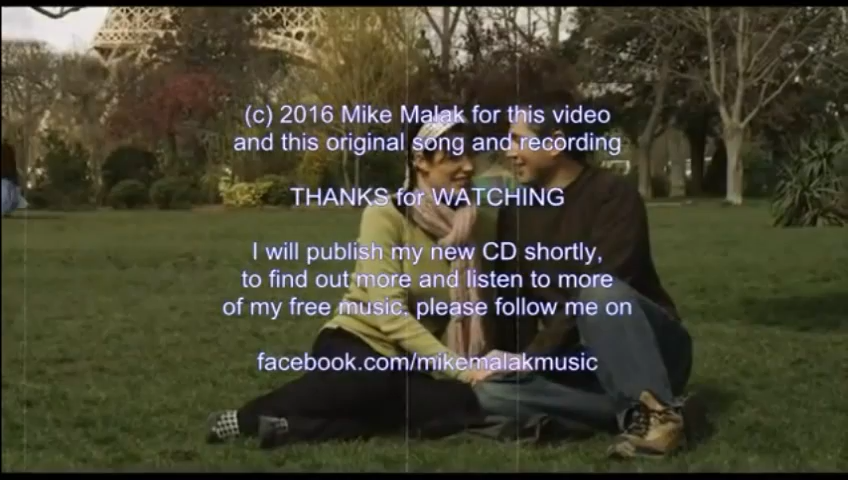 (c) 2016 Mike Malak for this video
and this original song and recording
THANKS for WATCHING
I will publish my new CD shortly,
to find out more and listen to more
of my free music, please follow me on
facebook.com/mikemalakmusic